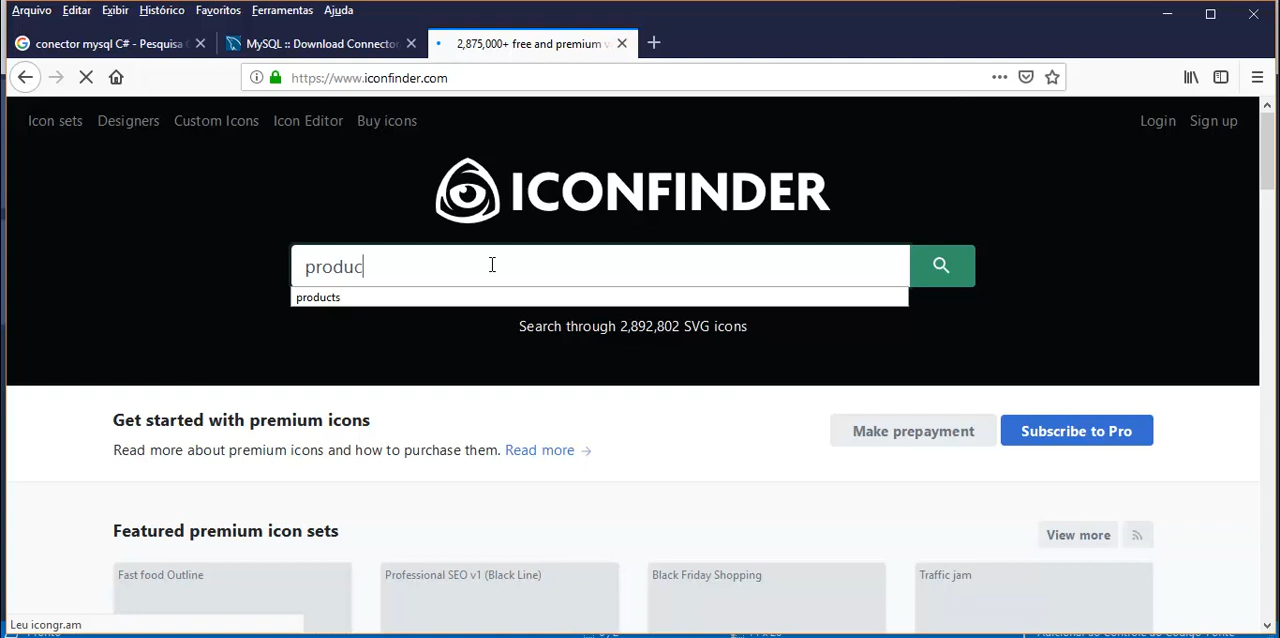 Arquivo Editar Exibir Histórico Favoritos Ferramentas Ajuda
conector mysql C# - Pesquisa G
MySQL :: Download Connector
2,875,000+ free and premium v
https://www.iconfinder.com
Icon sets Designers Custom Icons Icon Editor Buy icons
Login Sign up
ICONFINDER
produc
products
Search through 2,892,802 SVG icons
Get started with premium icons
Read more about premium icons and how to purchase them. Read more →
Make prepayment
Subscribe to Pro
Featured premium icon sets
View more
Fast food Outline
Professional SEO v1 (Black Line)
Black Friday Shopping
Traffic jam
Leu icongr.am